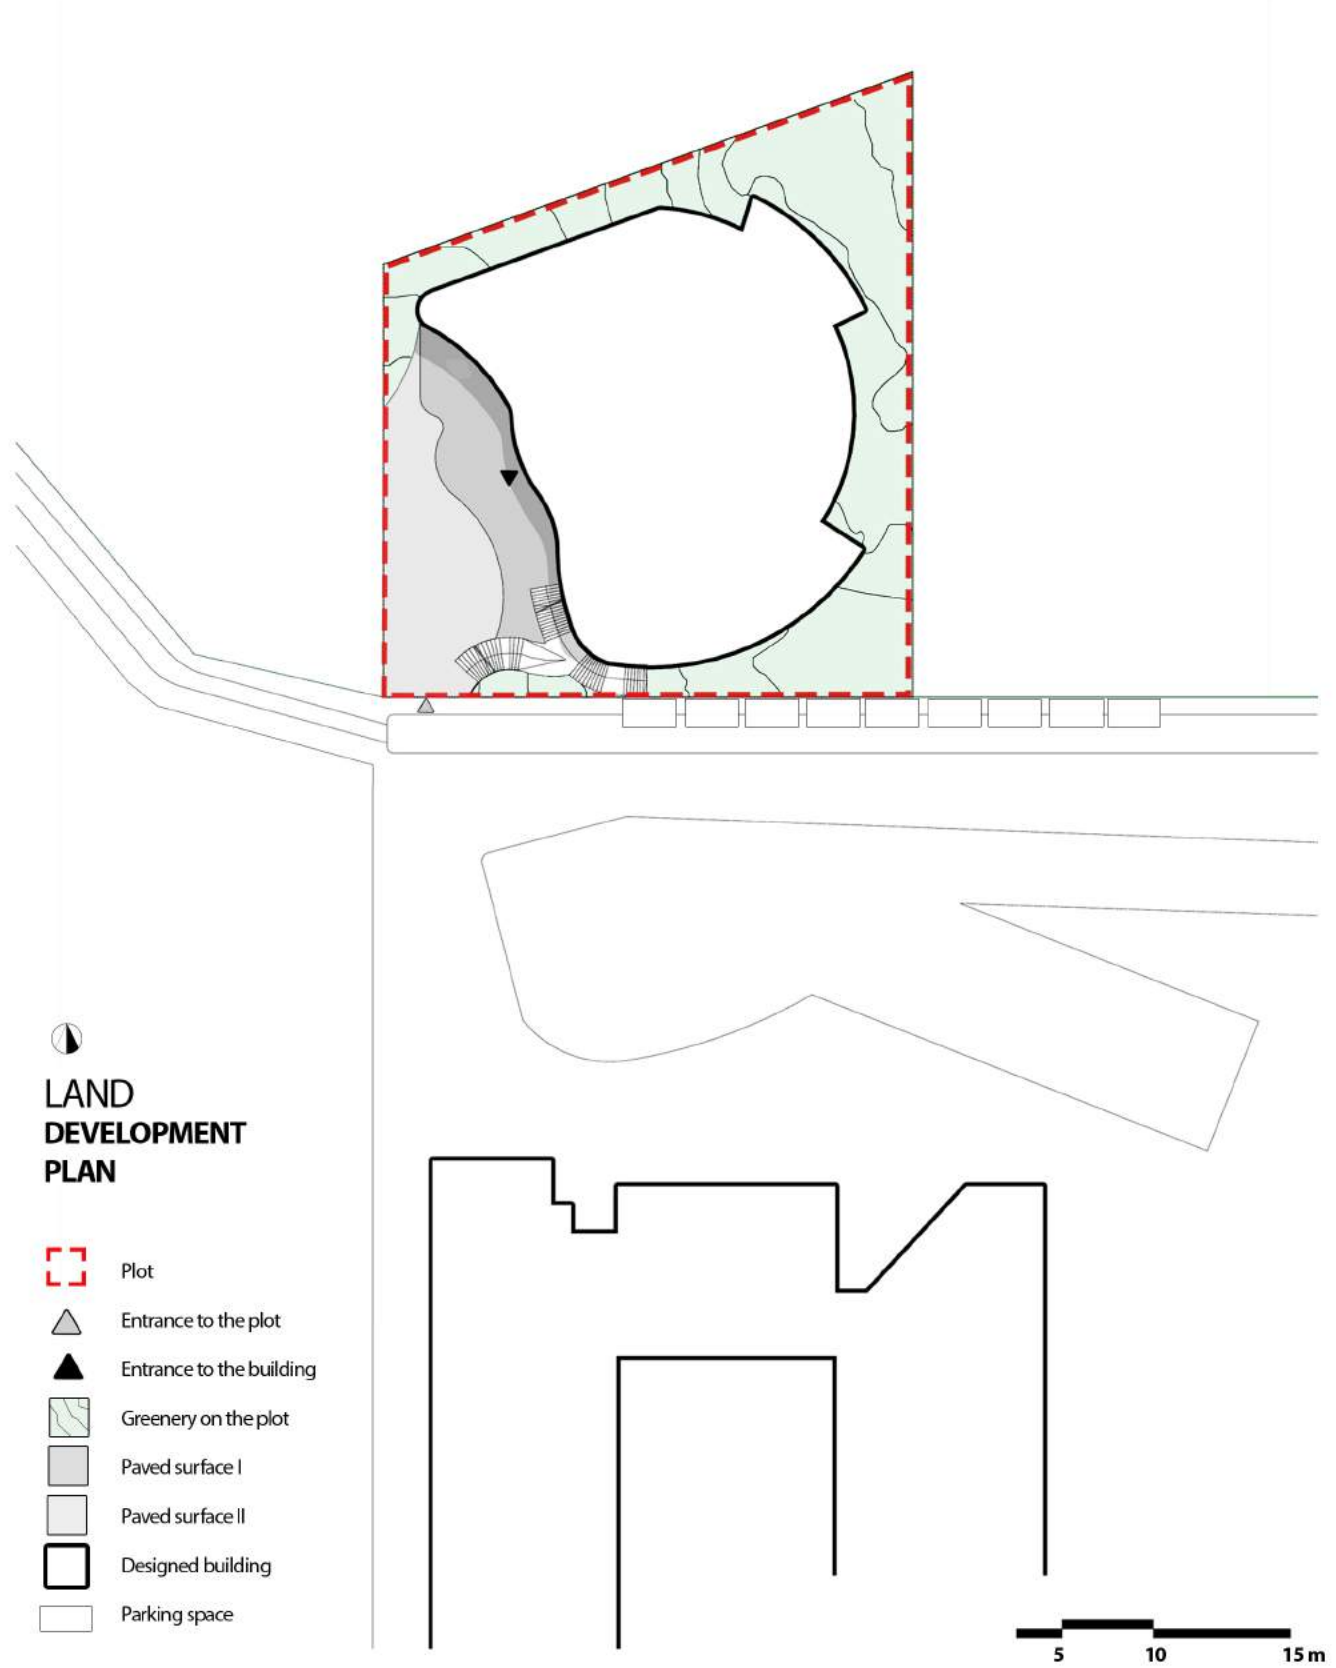 LAND
DEVELOPMENT
PLAN
Plot
Entrance to the plot
Entrance to the building
Greenery on the plot
Paved surface I
Paved surface II
Designed building
Parking space
5 10 15 m